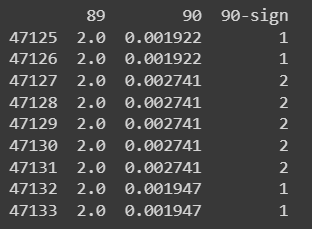 89 90 90-sign
47125 2.0 0.001922 1
47126 2.0 0.001922 1
47127 2.0 0.002741 2
47128 2.0 0.002741 2
47129 2.0 0.002741 2
47130 2.0 0.002741 2
47131 2.0 0.002741 2
47132 2.0 0.001947 1
47133 2.0 0.001947 1